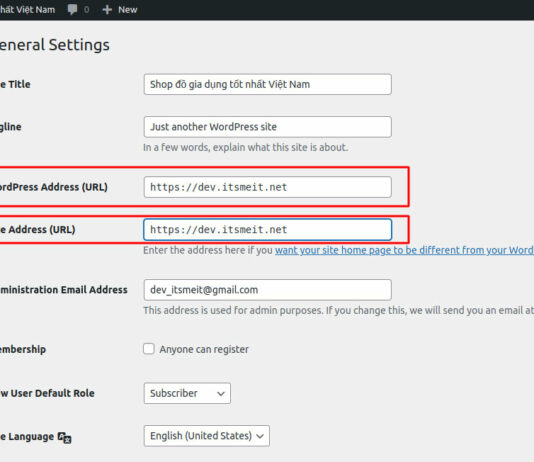 hất Việt Nam 0 + New
eneral Settings
e Title Shop đồ gia dụng tốt nhất Việt Nam
gline Just another WordPress site
In a few words, explain what this site is about.
ordPress Address (URL) https://dev.itsmeit.net
e Address (URL) https://dev.itsmeit.net
Enter the address here if you want your site home page to be different from your Word
ministration Email Address dev_itsmeit@gmail.com
This address is used for admin purposes. If you change this, we will send you an email at
embership Anyone can register
w User Default Role Subscriber
e Language English (United States)